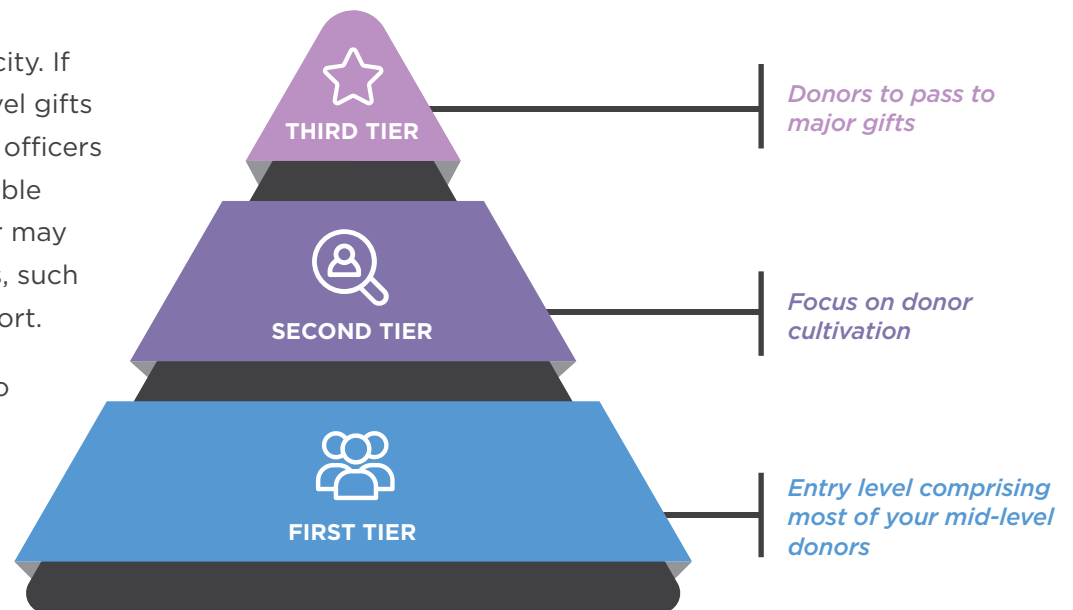 city. If
vel gifts
officers
ble
r may
s, such
ort.
o
THIRD TIER
Donors to pass to
major gifts
SECOND TIER
Focus on donor
cultivation
FIRST TIER
Entry level comprising
most of your mid-level
donors